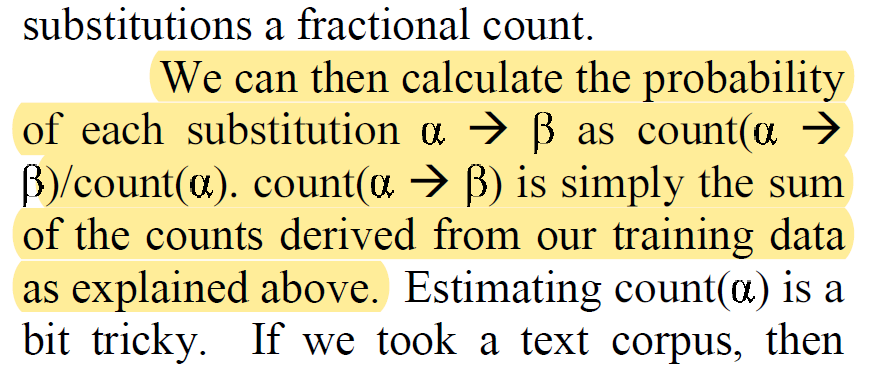 substitutions a fractional count.
We can then calculate the probability
of each substitution α → β as count(α →
β)/count(α). count(α → β) is simply the sum
of the counts derived from our training data
as explained above. Estimating count(α) is a
bit tricky. If we took a text corpus, then